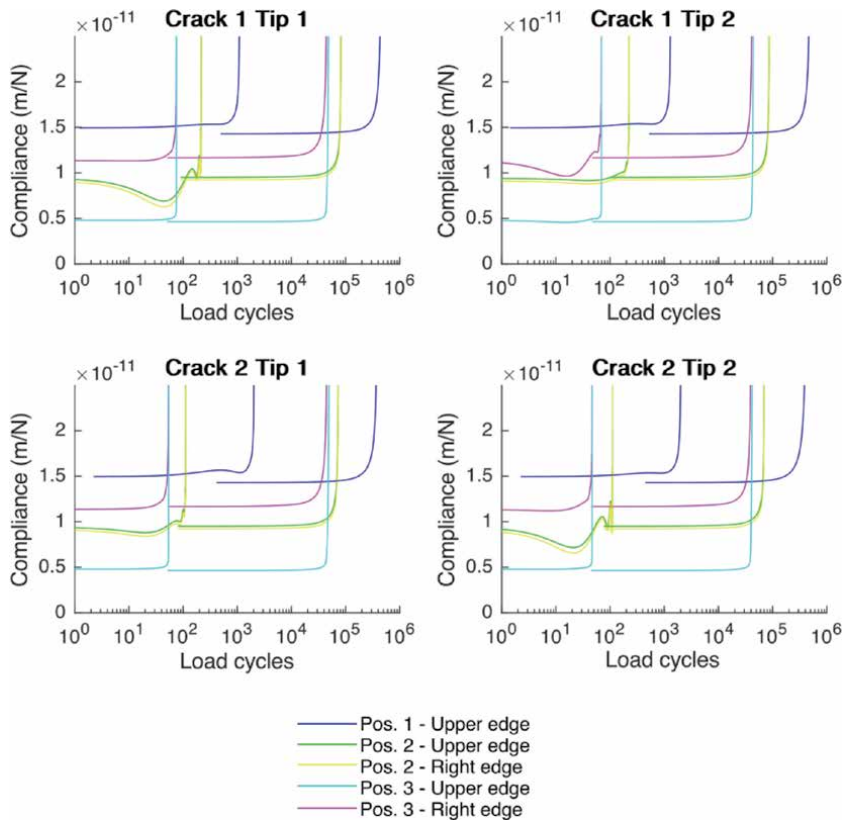 Crack 1 Tip 1
×10⁻¹¹
Compliance (m/N)
2
1.5
1
0.5
0
10⁰ 10¹ 10² 10³ 10⁴ 10⁵ 10⁶
Load cycles
Crack 1 Tip 2
×10⁻¹¹
Compliance (m/N)
2
1.5
1
0.5
0
10⁰ 10¹ 10² 10³ 10⁴ 10⁵ 10⁶
Load cycles
Crack 2 Tip 1
×10⁻¹¹
Compliance (m/N)
2
1.5
1
0.5
0
10⁰ 10¹ 10² 10³ 10⁴ 10⁵ 10⁶
Load cycles
Crack 2 Tip 2
×10⁻¹¹
Compliance (m/N)
2
1.5
1
0.5
0
10⁰ 10¹ 10² 10³ 10⁴ 10⁵ 10⁶
Load cycles
Pos. 1 - Upper edge
Pos. 2 - Upper edge
Pos. 2 - Right edge
Pos. 3 - Upper edge
Pos. 3 - Right edge